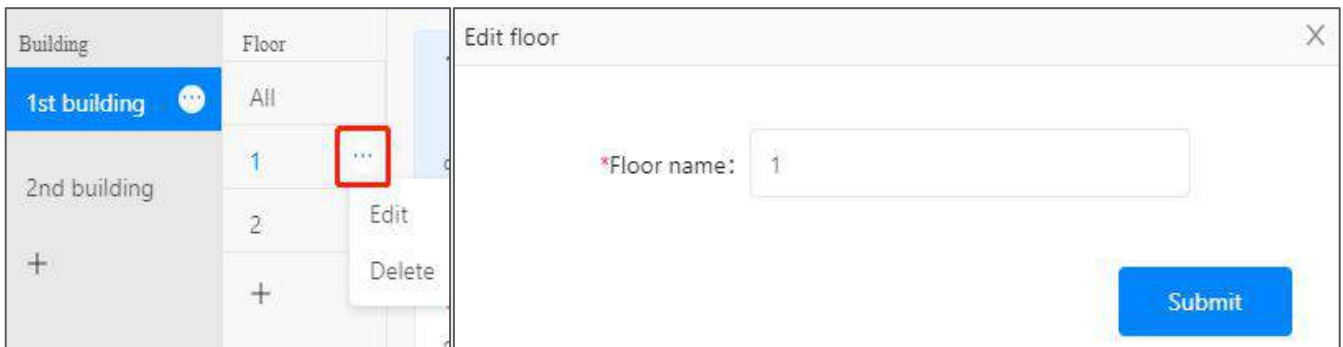 Building
1st building ...
2nd building
+
Floor
All
1 ...
2
+
Edit
Delete
Edit floor X
*Floor name: 1
Submit